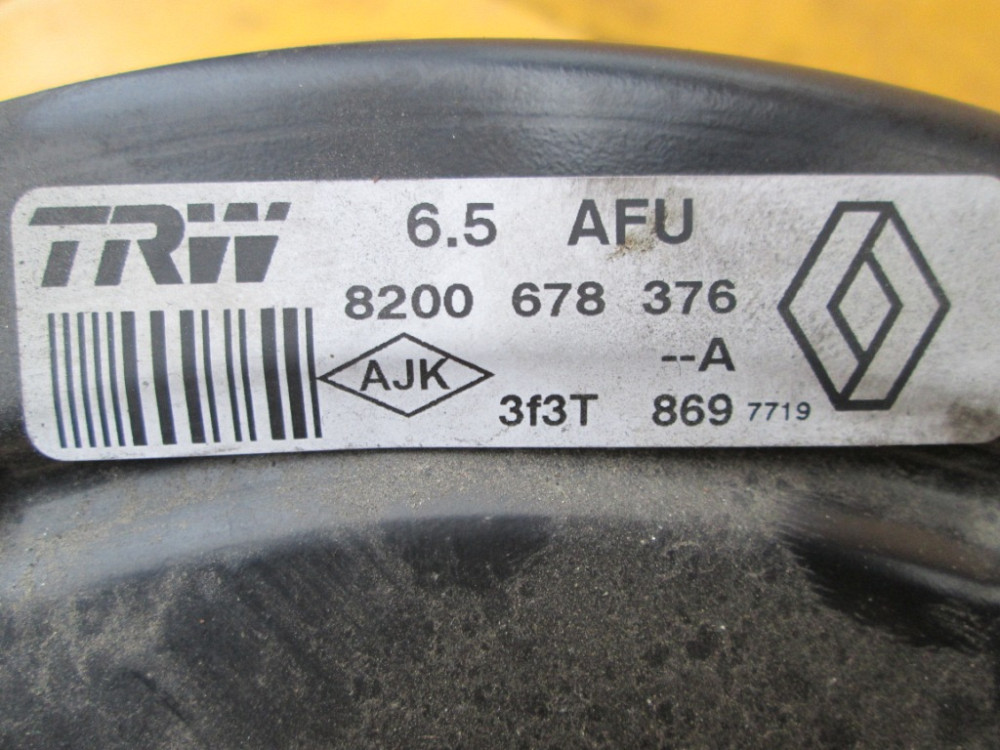 TRW 6.5 AFU
8200 678 376
--A
AJK
3f3T 869 7719